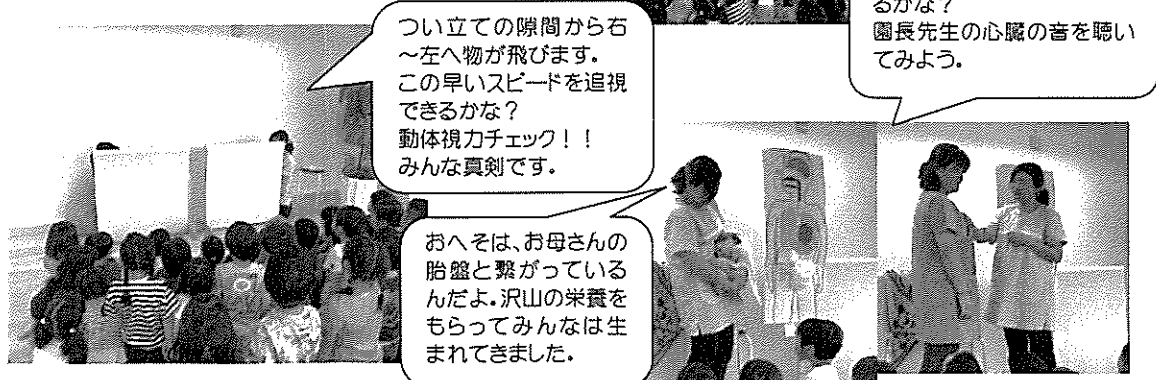 つい立ての隙間から右
~左へ物が飛びます。
この早いスピードを追視
できるかな？
動体視力チェック！！
みんな真剣です。
るかな？
園長先生の心臓の音を聴い
てみよう。
おへそは、お母さんの
胎盤と繋がっている
んだよ。沢山の栄養を
もらってみんなは生
まれてきました。